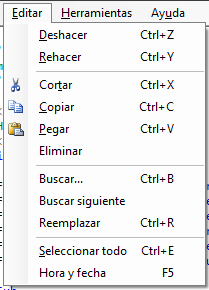 Editar Herramientas Ayuda
Deshacer Ctrl+Z
Rehacer Ctrl+Y
Cortar Ctrl+X
Copiar Ctrl+C
Pegar Ctrl+V
Eliminar
Buscar... Ctrl+B
Buscar siguiente
Reemplazar Ctrl+R
Seleccionar todo Ctrl+E
Hora y fecha F5